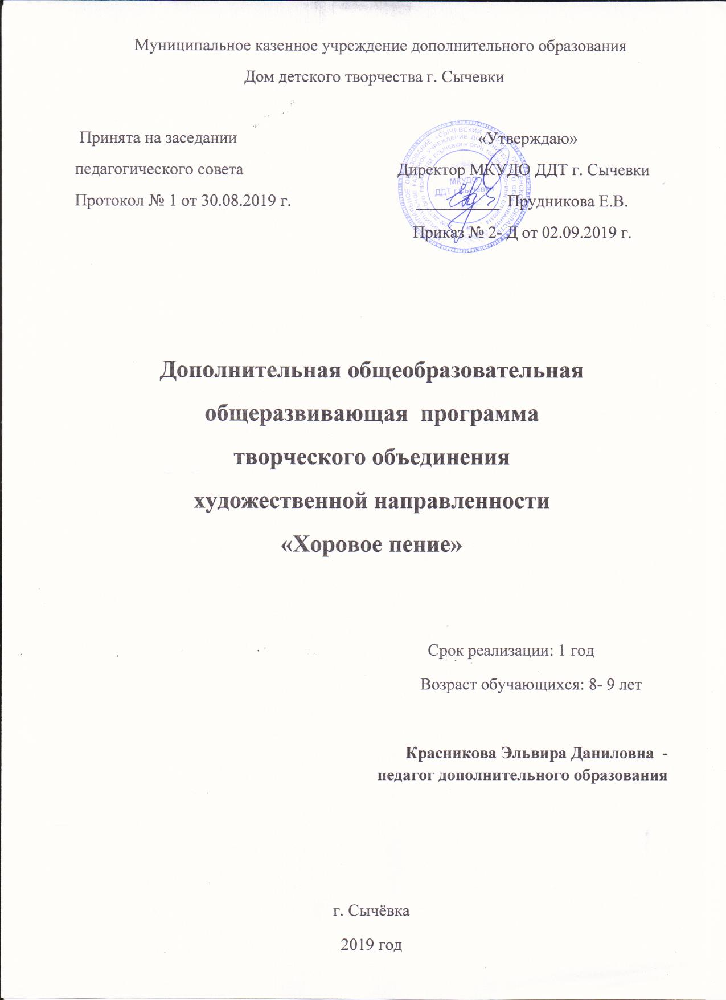 Муниципальное казенное учреждение дополнительного образования
Дом детского творчества г. Сычевки
Принята на заседании
педагогического совета
Протокол № 1 от 30.08.2019 г.
«Утверждаю»
Директор МКУДО ДДТ г. Сычевки
Прудникова Е.В.
Приказ № 2- Д от 02.09.2019 г.
МКУДО
ДДТ г.Сычевки
Дополнительная общеобразовательная
общеразвивающая программа
творческого объединения
художественной направленности
«Хоровое пение»
Срок реализации: 1 год
Возраст обучающихся: 8- 9 лет
Красникова Эльвира Даниловна -
педагог дополнительного образования
г. Сычёвка
2019 год